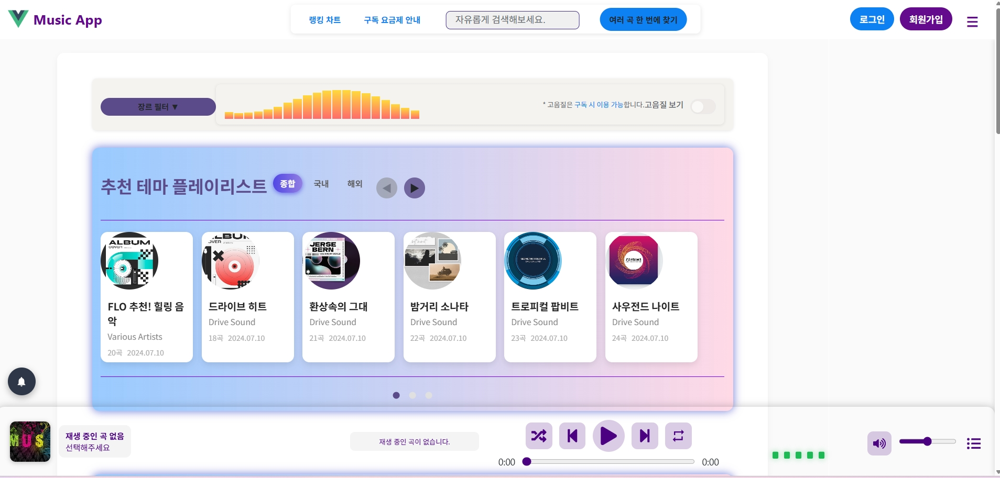 Music App
랭킹 차트
구독 요금제 안내
자유롭게 검색해보세요.
여러 곡 한 번에 찾기
로그인
회원가입
장르 필터 ▼
* 고음질은 구독 시 이용 가능합니다.고음질 보기
추천 테마 플레이리스트
종합
국내
해외
ALBUM
COVER
JERSE
BERN
GEOMETRIC COLORFUL
BACKGROUND
Abstract
FLO 추천! 힐링 음
악
Various Artists
20곡 2024.07.10
드라이브 히트
Drive Sound
18곡 2024.07.10
환상속의 그대
Drive Sound
21곡 2024.07.10
밤거리 소나타
Drive Sound
22곡 2024.07.10
트로피컬 팝비트
Drive Sound
23곡 2024.07.10
사우전드 나이트
Drive Sound
24곡 2024.07.10
MUS
재생 중인 곡 없음
선택해주세요
재생 중인 곡이 없습니다.
0:00
0:00